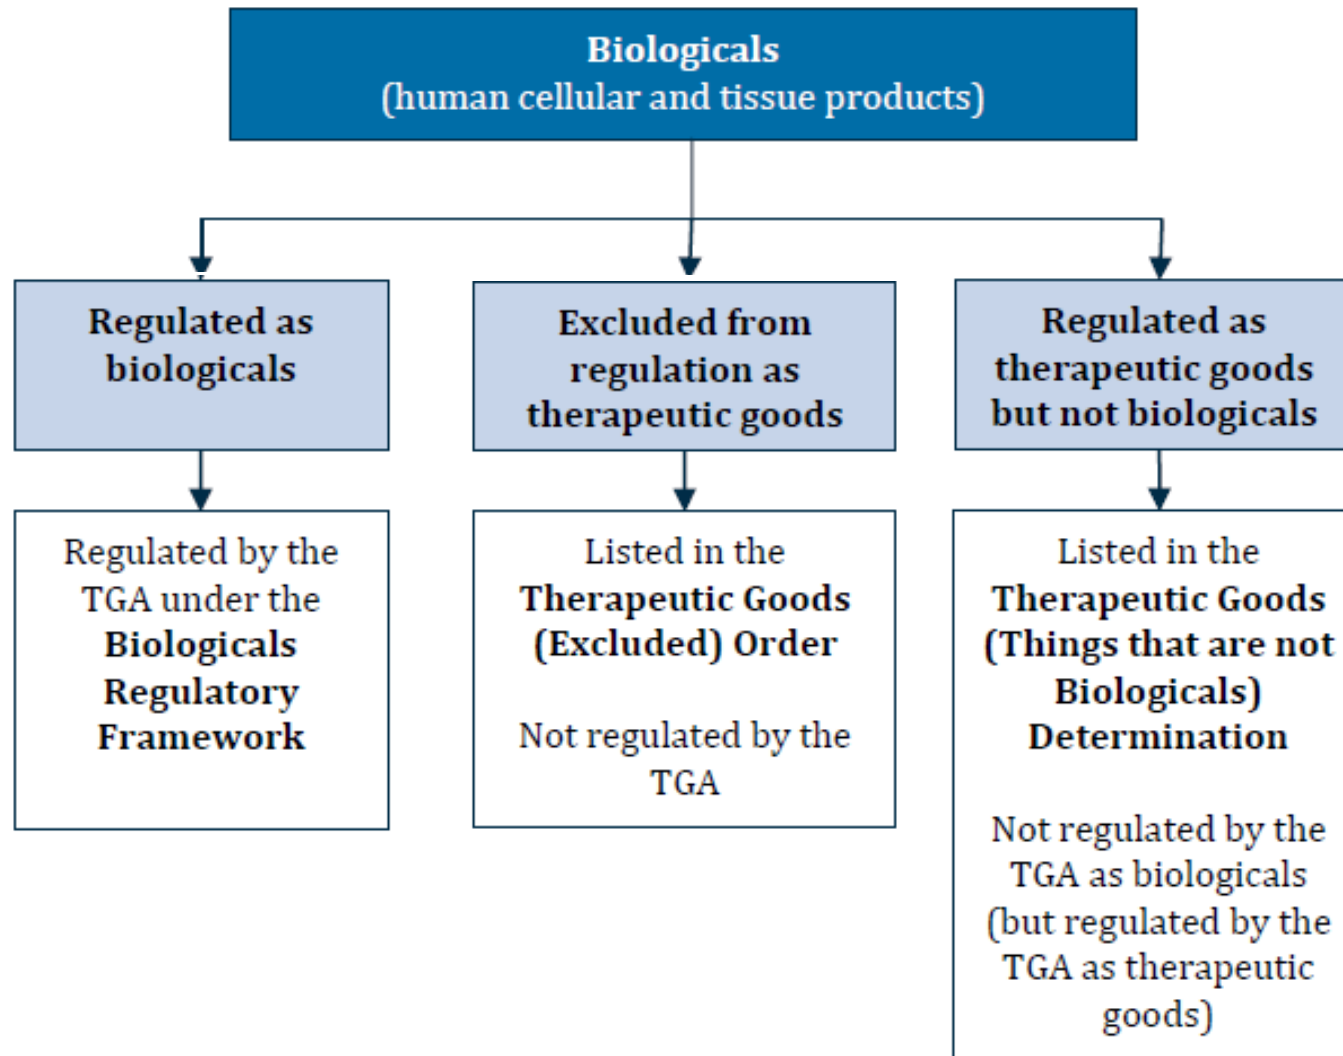 Biologicals
(human cellular and tissue products)
Regulated as
biologicals
Excluded from
regulation as
therapeutic goods
Regulated as
therapeutic goods
but not biologicals
Regulated by the
TGA under the
Biologicals
Regulatory
Framework
Listed in the
Therapeutic Goods
(Excluded) Order
Not regulated by the
TGA
Listed in the
Therapeutic Goods
(Things that are not
Biologicals)
Determination
Not regulated by the
TGA as biologicals
(but regulated by the
TGA as therapeutic
goods)